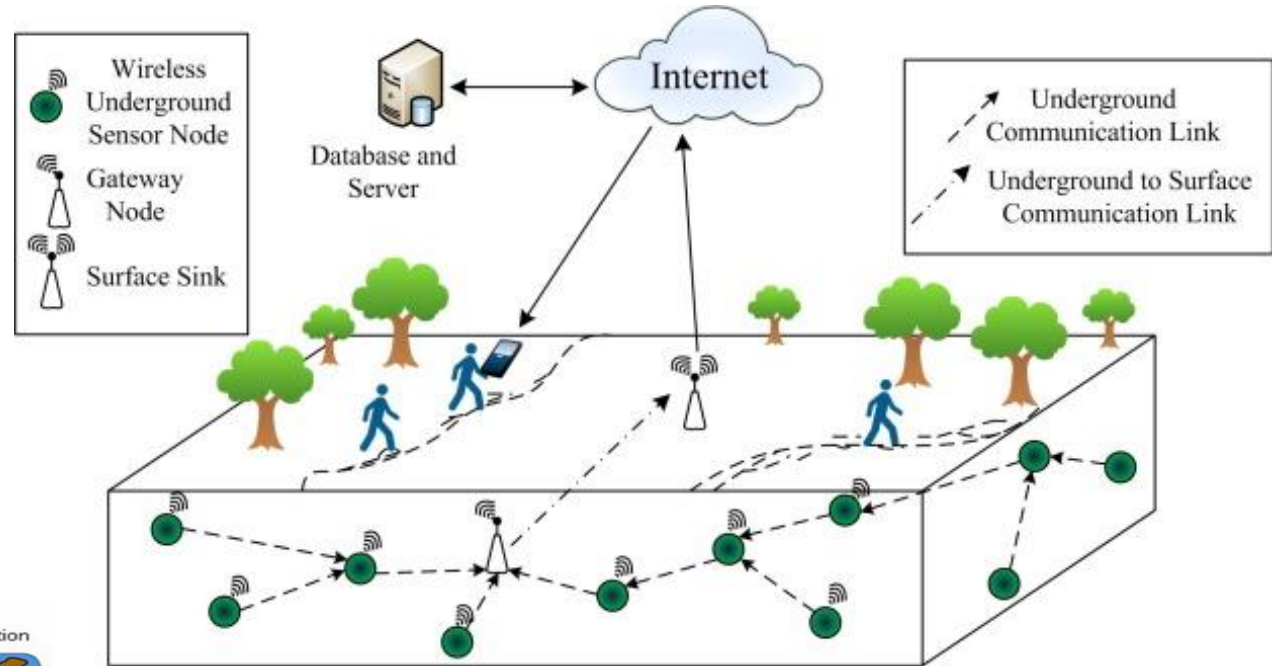 Wireless
Underground
Sensor Node
Gateway
Node
Surface Sink
Database and
Server
Internet
Underground
Communication Link
Underground to Surface
Communication Link